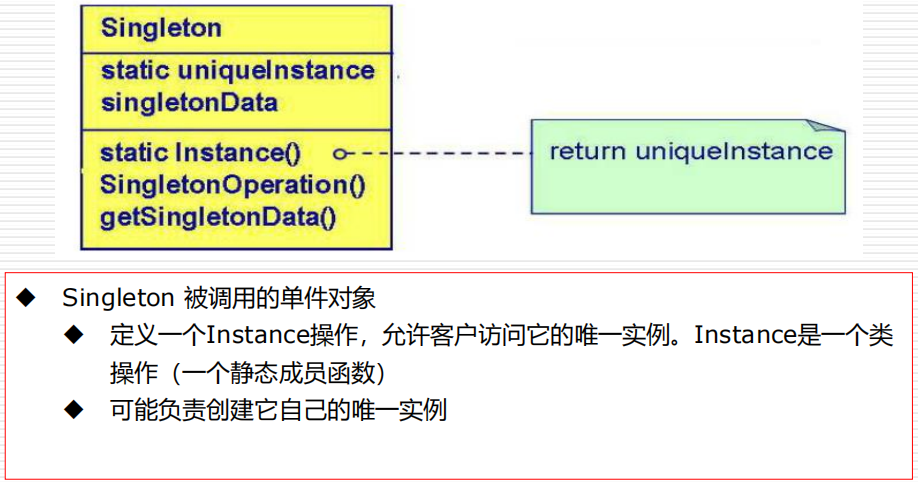 Singleton
static uniqueInstance
singletonData
static Instance()
return uniqueInstance
SingletonOperation()
getSingletonData()
Singleton 被调用的单件对象
定义一个Instance操作，允许客户访问它的唯一实例。Instance是一个类
操作（一个静态成员函数）
可能负责创建它自己的唯一实例